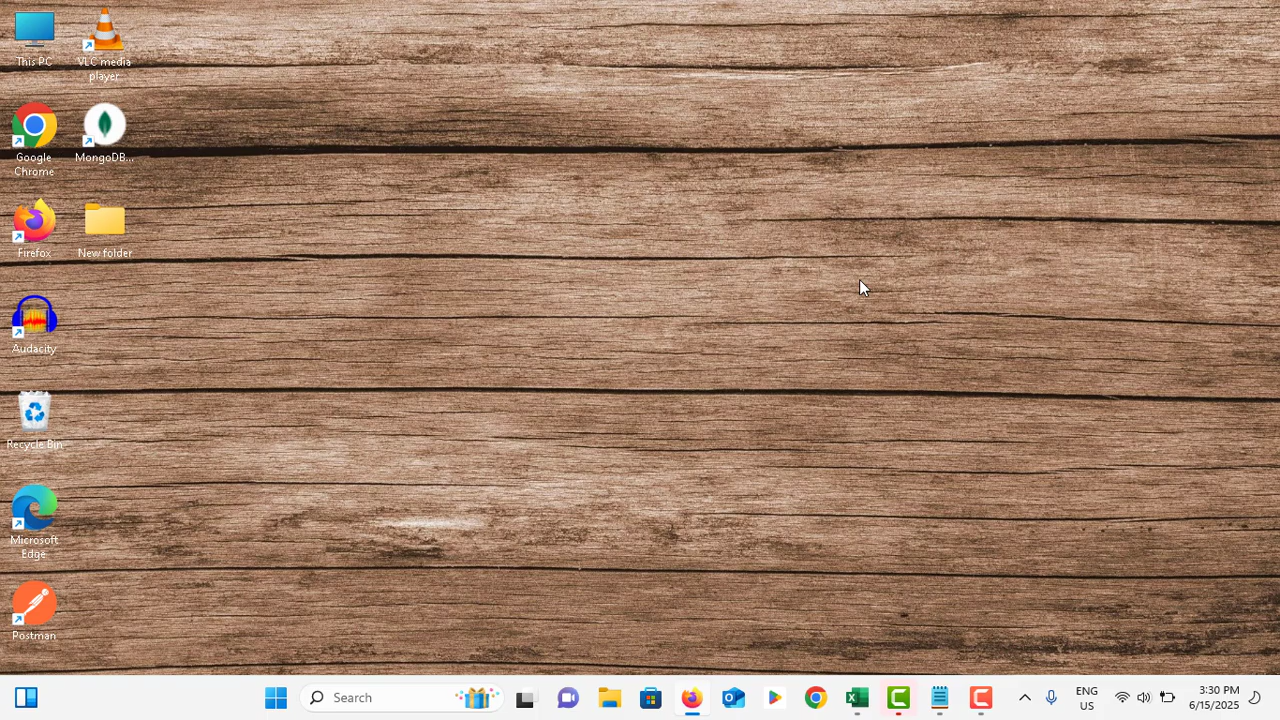 This PC
VLC media
player
Google
Chrome
MongoDB...
Firefox
New folder
Audacity
Recycle Bin
Microsoft
Edge
Postman
Search
ENG
US
3:30 PM
6/15/2025